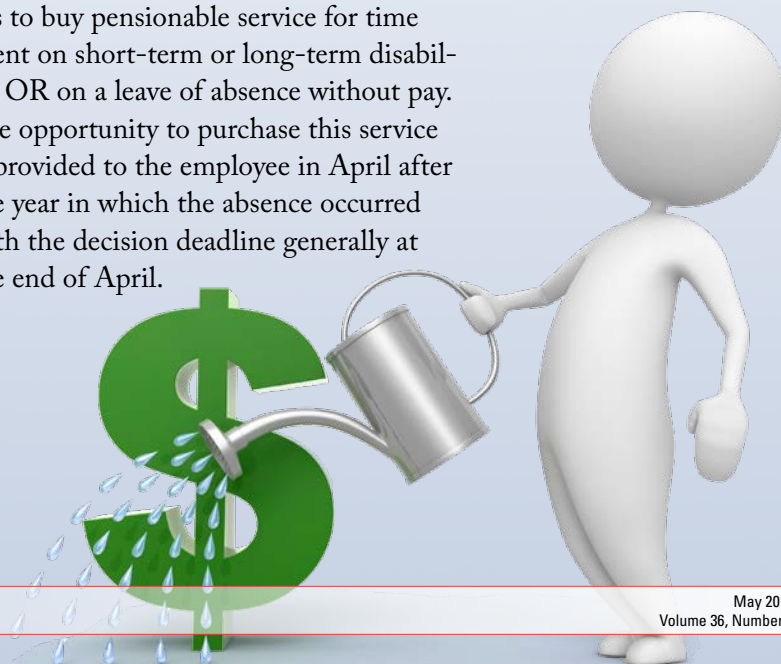 s to buy pensionable service for time
ent on short-term or long-term disabil-
OR on a leave of absence without pay.
e opportunity to purchase this service
provided to the employee in April after
e year in which the absence occurred
th the decision deadline generally at
e end of April.
May 20
Volume 36, Number